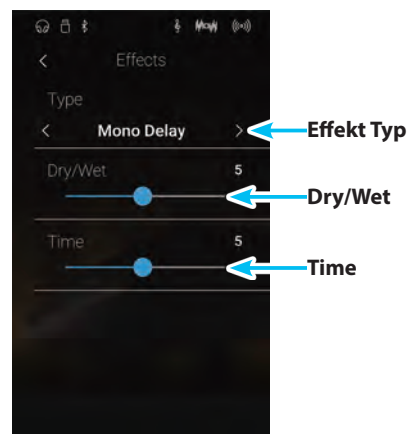 Effects
Type
Mono Delay
Effekt Typ
Dry/Wet 5
Dry/Wet
Time 5
Time